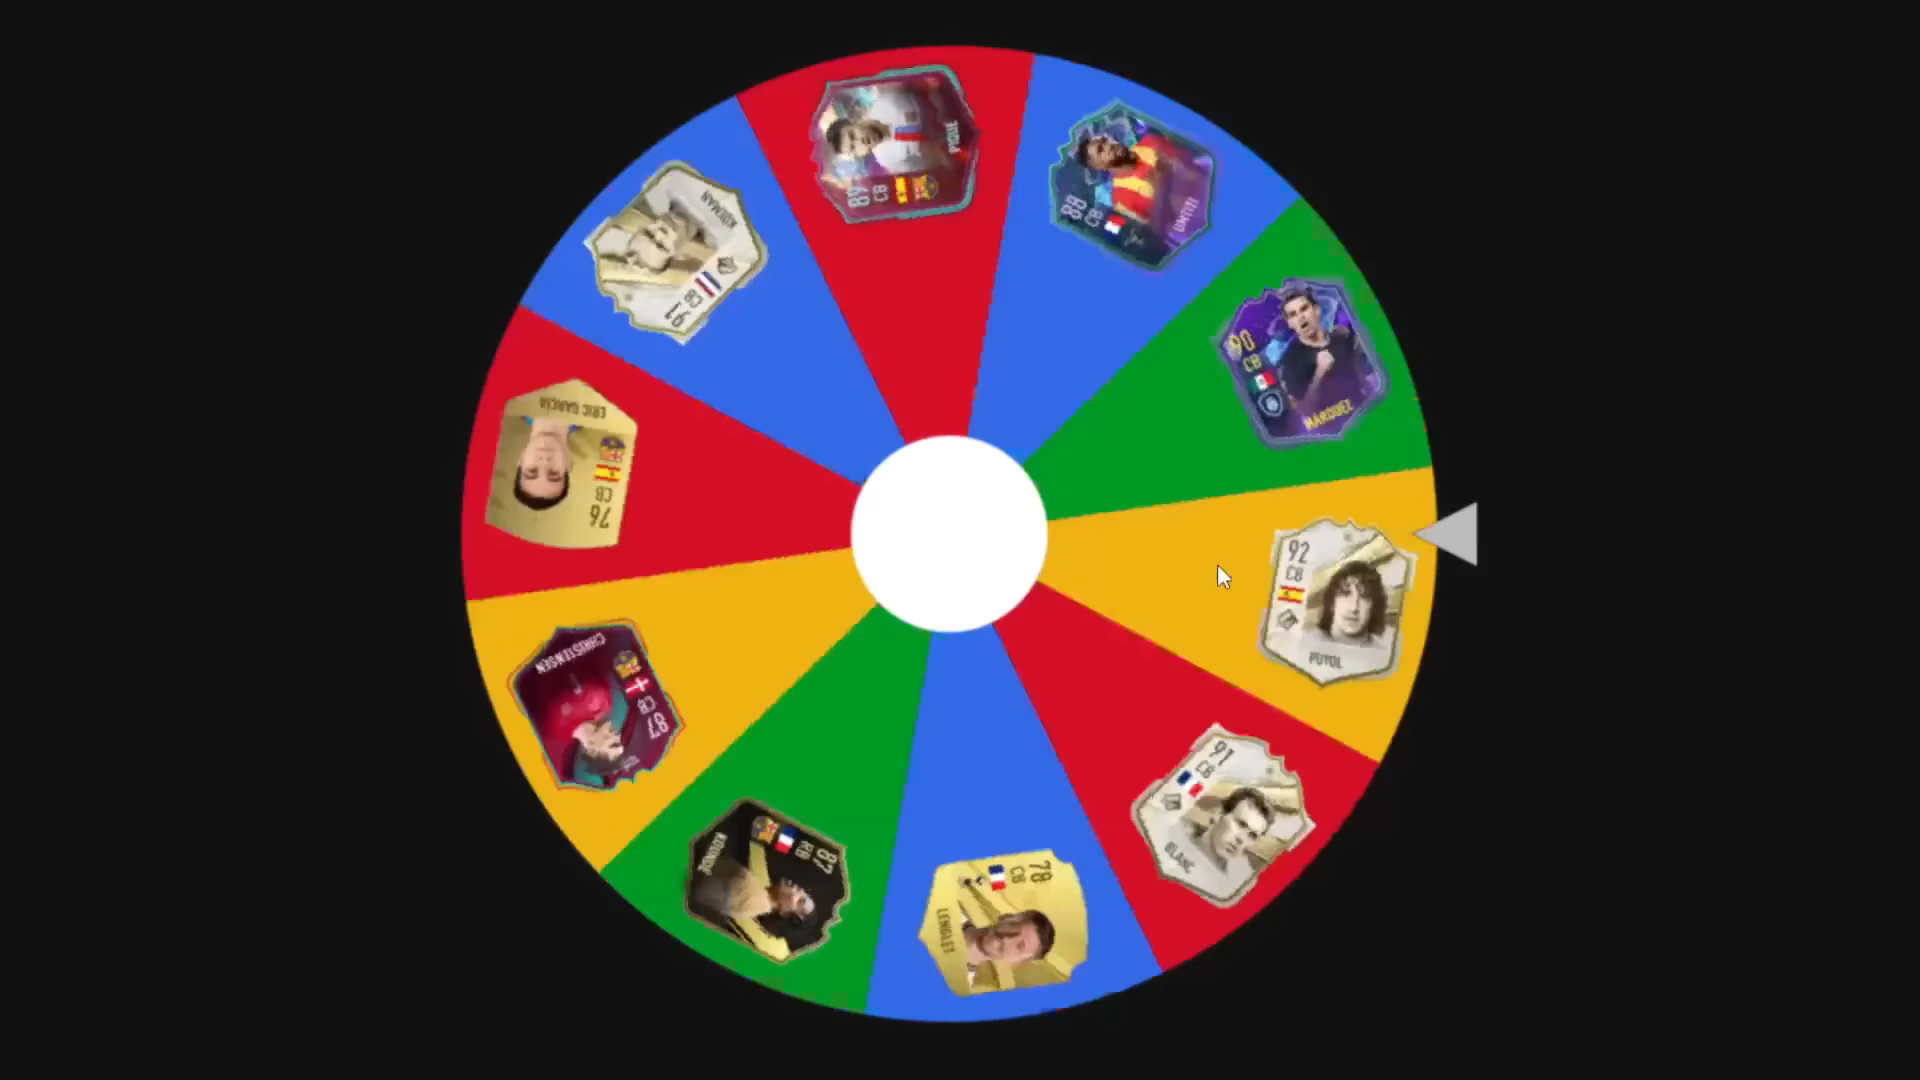 89
CB
PIQUÉ
88
CB
UMTITI
90
CB
MÁRQUEZ
92
CB
PUYOL
91
CB
BLANC
78
CB
LENGLET
87
RB
KOUNDÉ
87
CB
CHRISTENSEN
76
CB
ERIC GARCÍA
91
CB
KOEMAN